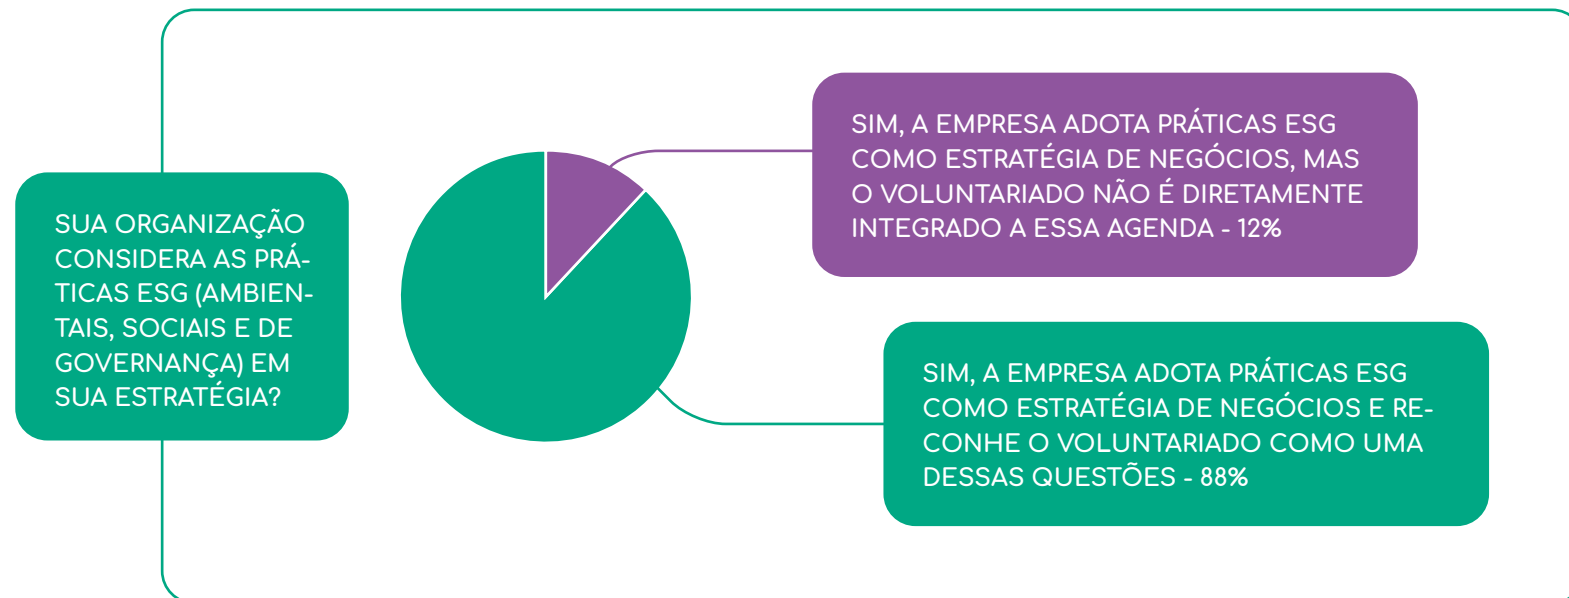 SUA ORGANIZAÇÃO
CONSIDERA AS PRÁ-
TICAS ESG (AMBIEN-
TAIS, SOCIAIS E DE
GOVERNANÇA) EM
SUA ESTRATÉGIA?
SIM, A EMPRESA ADOTA PRÁTICAS ESG
COMO ESTRATÉGIA DE NEGÓCIOS, MAS
O VOLUNTARIADO NÃO É DIRETAMENTE
INTEGRADO A ESSA AGENDA - 12%
SIM, A EMPRESA ADOTA PRÁTICAS ESG
COMO ESTRATÉGIA DE NEGÓCIOS E RE-
CONHE O VOLUNTARIADO COMO UMA
DESSAS QUESTÕES - 88%